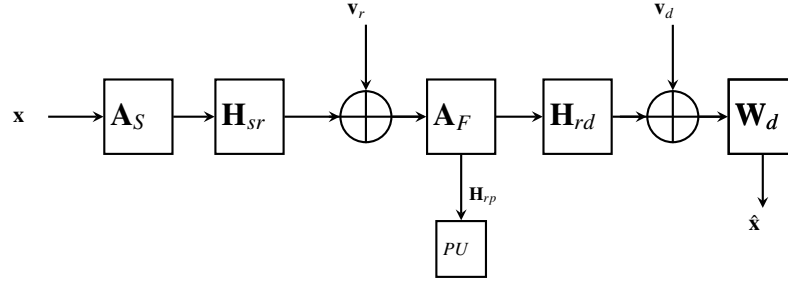 v_r
v_d
x
A_S
H_sr
A_F
H_rd
W_d
H_rp
PU
x̂